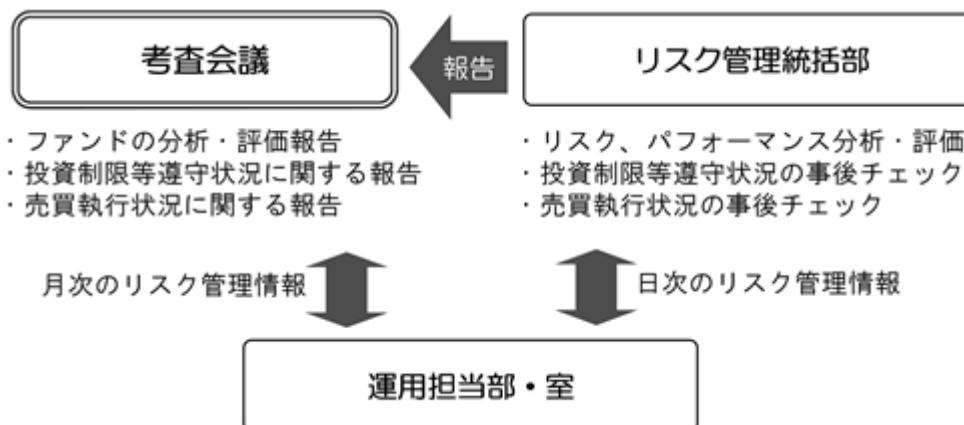 考査会議
報告
リスク管理統括部
・ファンドの分析・評価報告
・投資制限等遵守状況に関する報告
・売買執行状況に関する報告
・リスク、パフォーマンス分析・評価
・投資制限等遵守状況の事後チェック
・売買執行状況の事後チェック
月次のリスク管理情報
日次のリスク管理情報
運用担当部・室